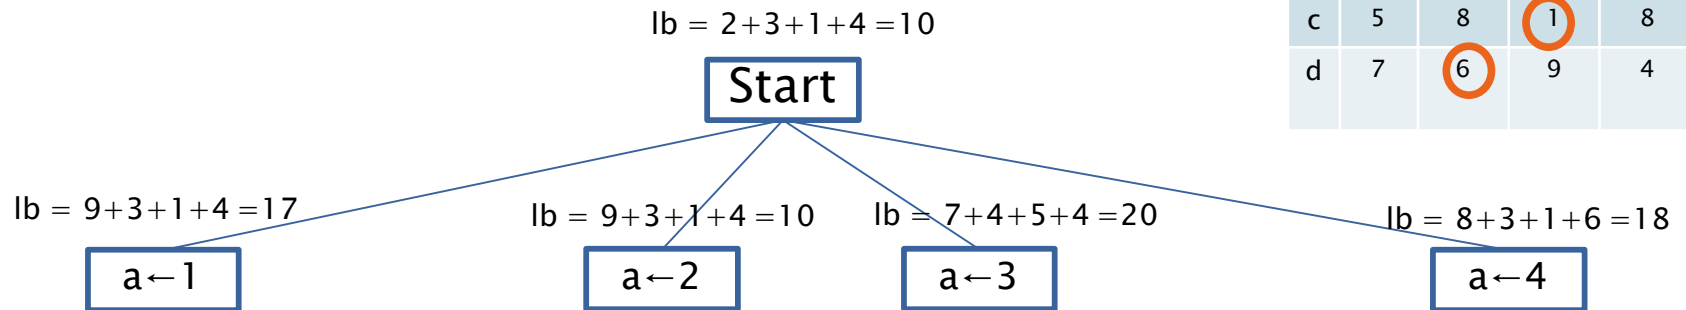 lb = 2+3+1+4=10
Start
c 5 8 1 8
d 7 6 9 4
lb = 9+3+1+4 =17
lb = 9+3+1+4 =10
lb = 7+4+5+4 =20
lb = 8+3+1+6 =18
a←1
a←2
a←3
a←4